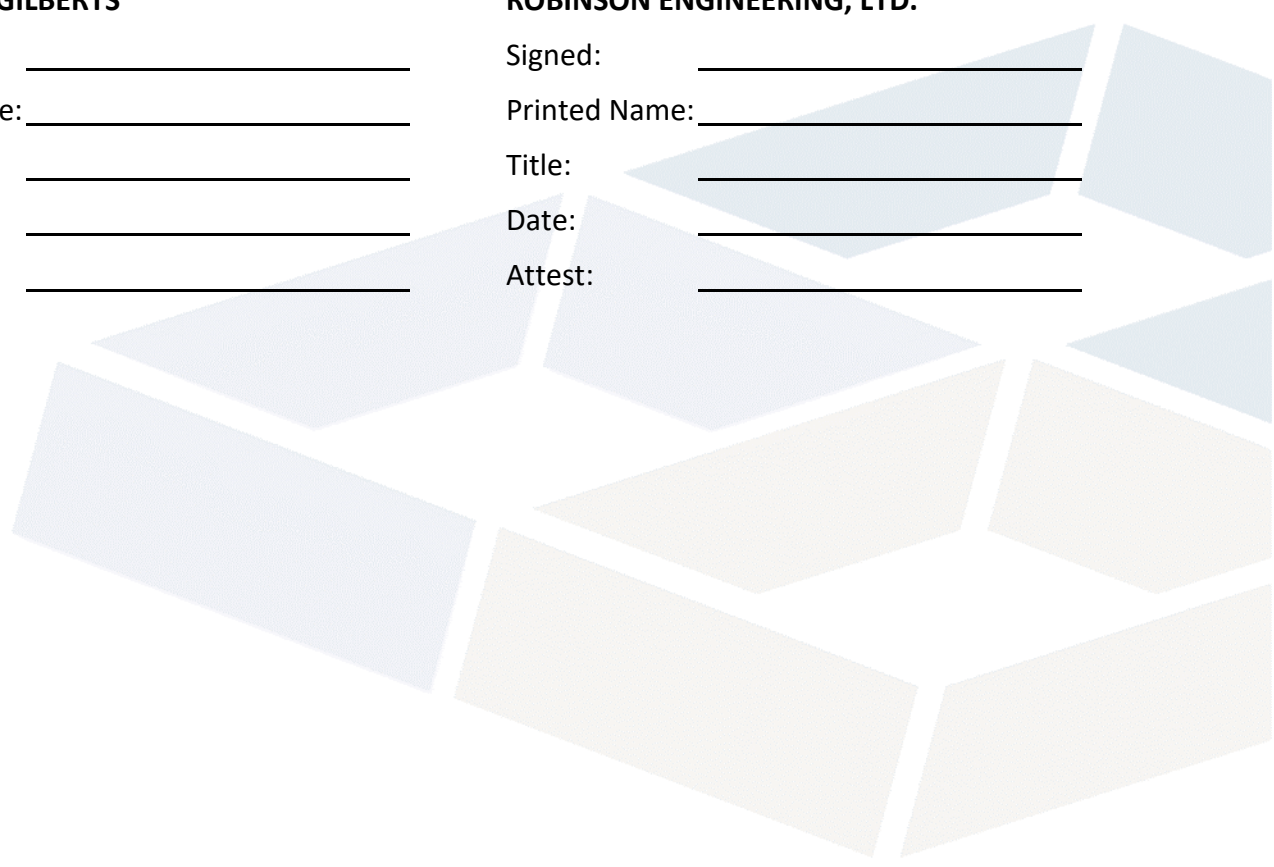 GILBERTS ROBINSON ENGINEERING, LTD.
Signed:
e: Printed Name:
Title:
Date:
Attest: